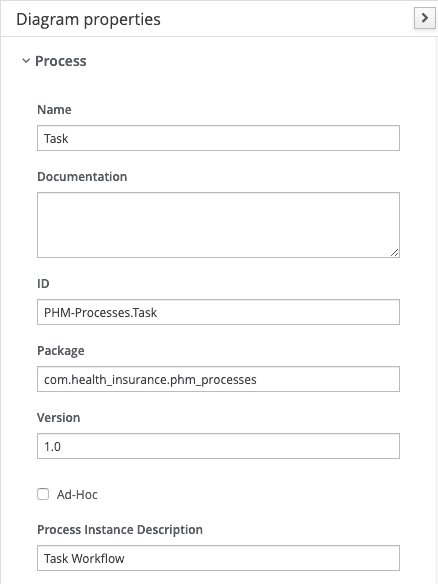 Diagram properties
Process
Name
Task
Documentation
ID
PHM-Processes.Task
Package
com.health_insurance.phm_processes
Version
1.0
Ad-Hoc
Process Instance Description
Task Workflow